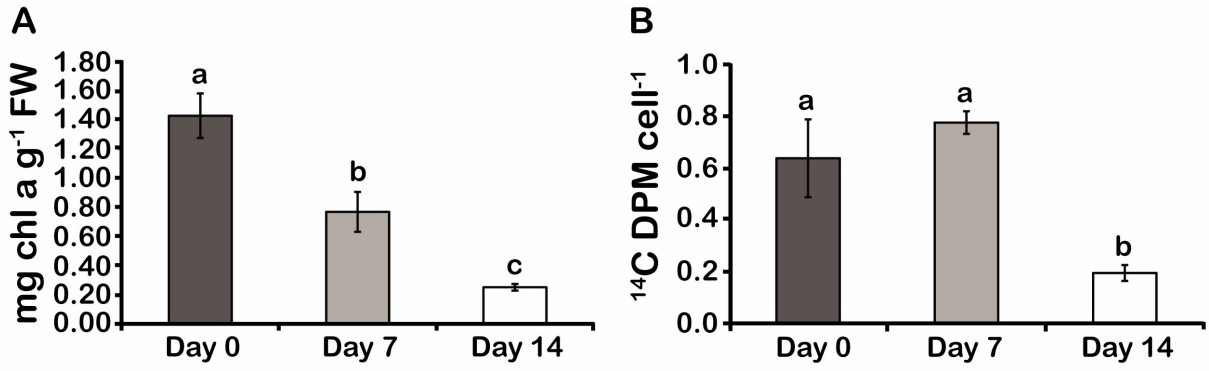 A
mg chl a g⁻¹ FW
1.80
1.60
1.40
1.20
1.00
0.80
0.60
0.40
0.20
0.00
a
b
c
Day 0
Day 7
Day 14
B
¹⁴C DPM cell⁻¹
1.0
0.8
0.6
0.4
0.2
0.0
a
a
b
Day 0
Day 7
Day 14